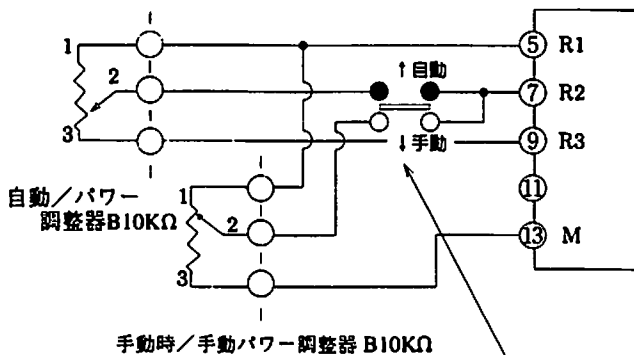 1
2
3
⑤ R1
↑自動
⑦ R2
↓手動
⑨ R3
自動／パワー
調整器B10KΩ
1
2
3
⑪
⑬ M
手動時／手動パワー調整器 B10KΩ